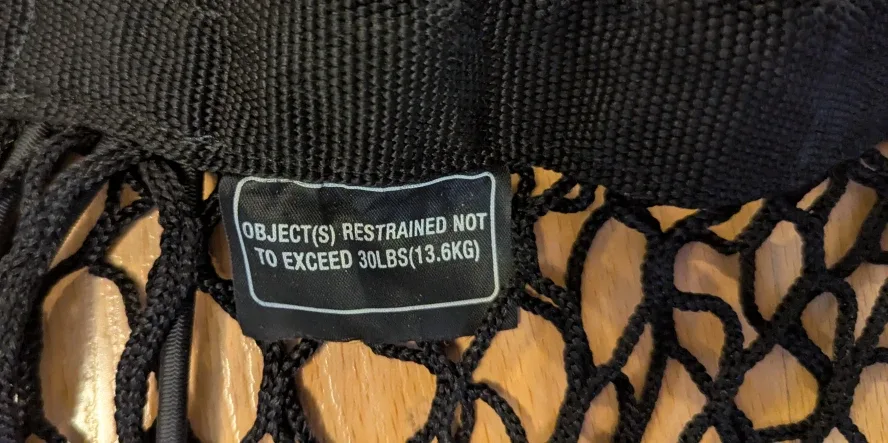 OBJECT(S) RESTRAINED NOT
TO EXCEED 30LBS(13.6KG)